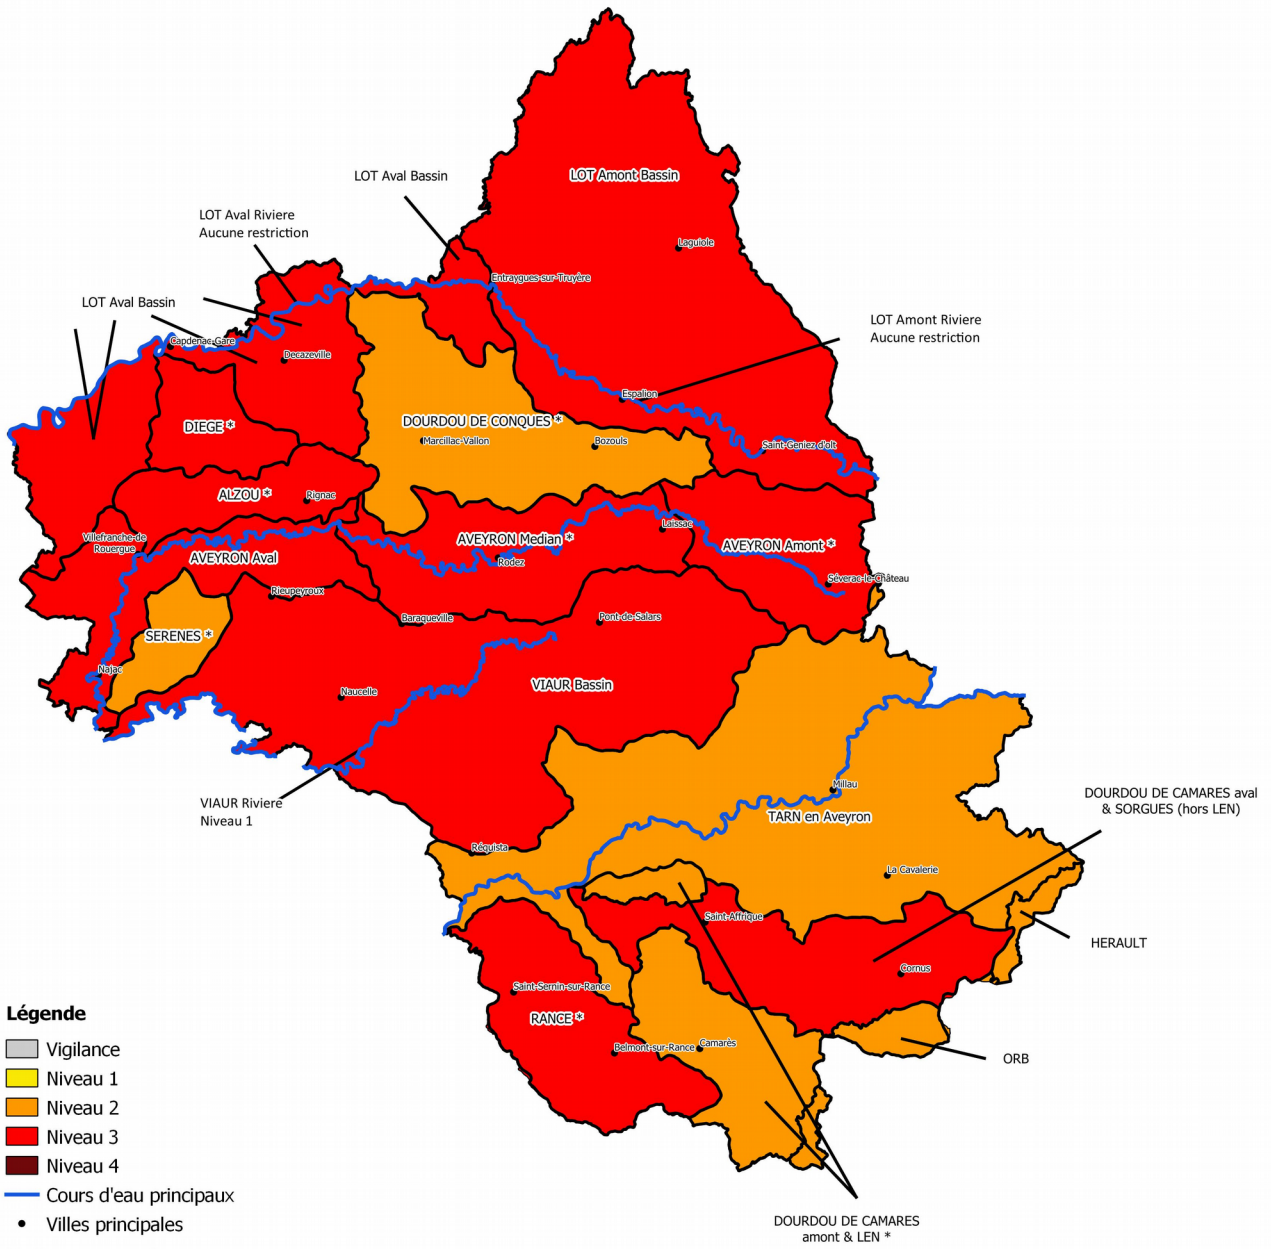 LOT Aval Bassin
LOT Amont Bassin
LOT Aval Riviere
Aucune restriction
Laguiole
Entraygues-sur-Truyère
LOT Aval Bassin
LOT Amont Riviere
Aucune restriction
Capdenac-Gare
Decazeville
Espalion
DIEGE *
DOURDOU DE CONQUES *
Marcillac-Vallon
Bozouls
Saint-Geniez d'olt
ALZOU *
Rignac
Villefranche-de
Rouergue
AVEYRON Aval
AVEYRON Median *
Laissac
AVEYRON Amont *
Rodez
Séverac-le-Château
Rieupeyroux
Baraqueville
Pont-de-Salars
SERENES *
Najac
Naucelle
VIAUR Bassin
VIAUR Riviere
Niveau 1
Millau
TARN en Aveyron
DOURDOU DE CAMARES aval
& SORGUES (hors LEN)
Réquista
La Cavalerie
Saint-Affrique
HERAULT
Cornus
Saint-Sernin-sur-Rance
RANCE *
Belmont-sur-Rance
Camarès
ORB
Légende
Vigilance
Niveau 1
Niveau 2
Niveau 3
Niveau 4
Cours d'eau principaux
Villes principales
DOURDOU DE CAMARES
amont & LEN *